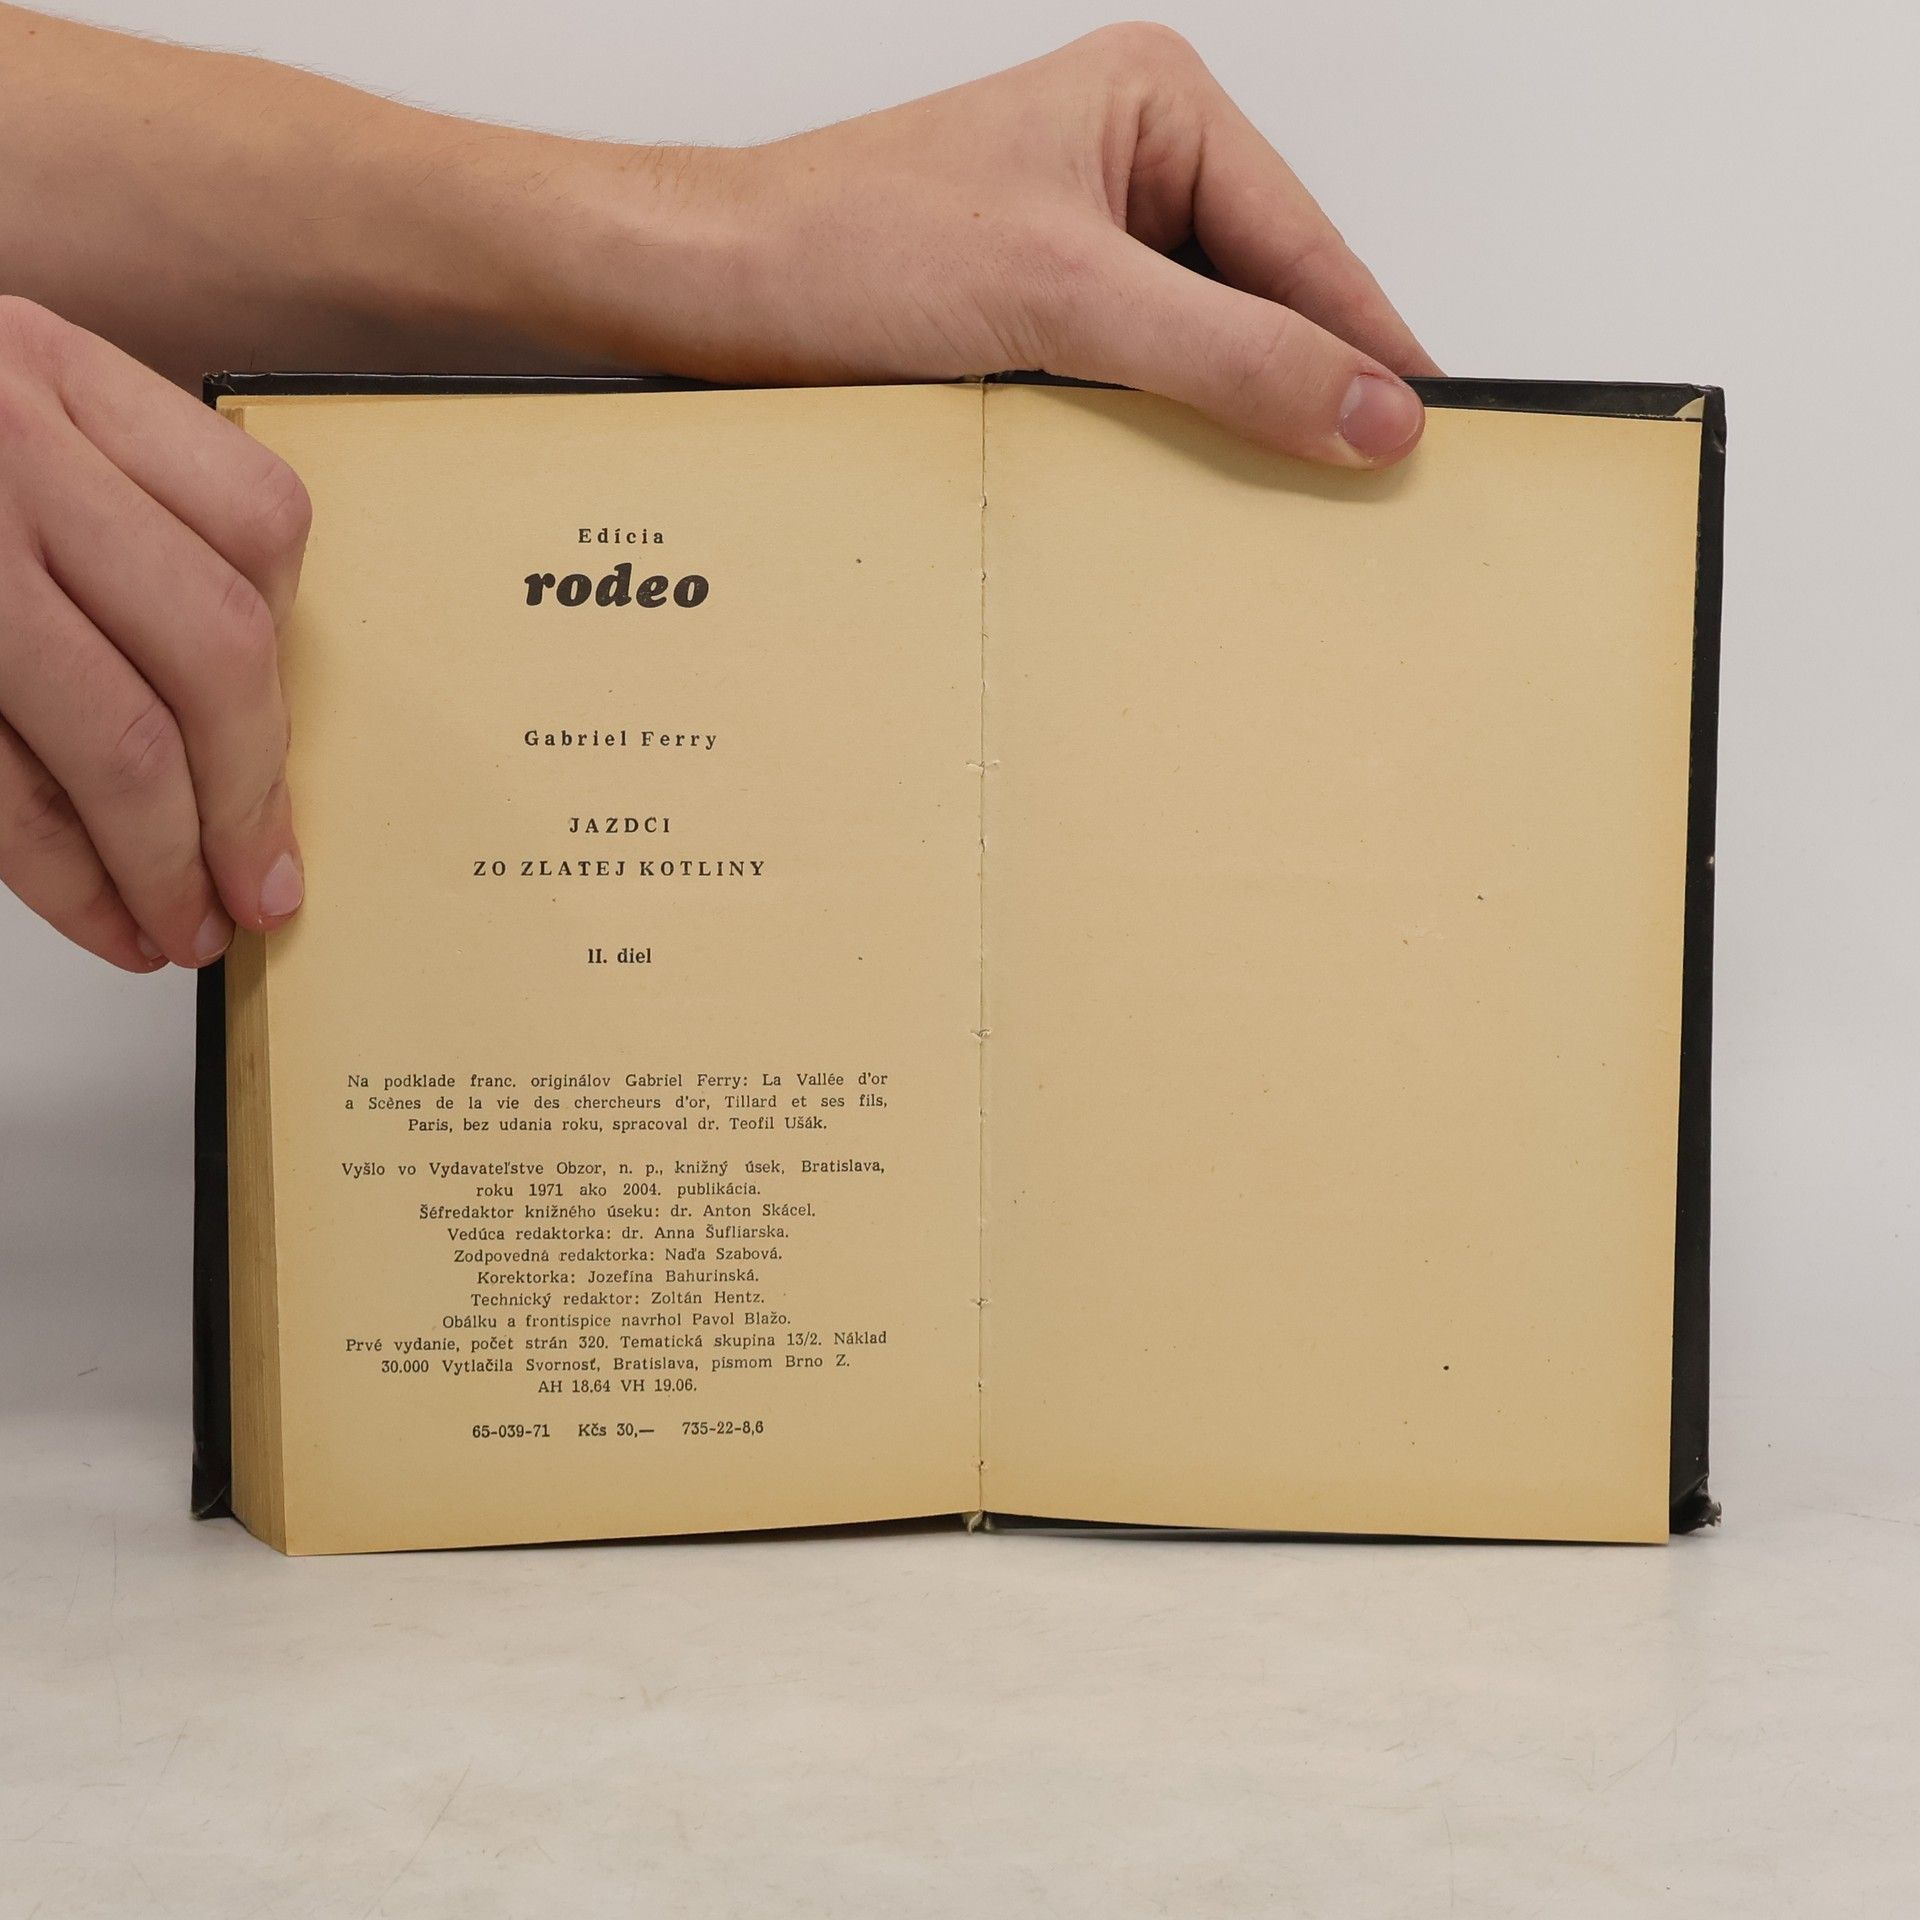 Edícia
rodeo
Gabriel Ferry
JAZDCI
ZO ZLATEJ KOTLINY
II. diel
Na podklade franc. originálov Gabriel Ferry: La Vallée d'or
a Scènes de la vie des chercheurs d'or, Tillard et ses fils,
Paris, bez udania roku, spracoval dr. Teofil Ušák.
Vyšlo vo Vydavateľstve Obzor, n. p., knižný úsek, Bratislava,
roku 1971 ako 2004. publikácia.
Šéfredaktor knižného úseku: dr. Anton Skácel.
Vedúca redaktorka: dr. Anna Šufliarska.
Zodpovedná redaktorka: Naďa Szabová.
Korektorka: Jozefína Bahurinská.
Technický redaktor: Zoltán Hentz.
Obálku a frontispice navrhol Pavol Blažo.
Prvé vydanie, počet strán 320. Tematická skupina 13/2. Náklad
30.000 Vytlačila Svornosť, Bratislava, písmom Brno Z.
AH 18.64 VH 19.06.
65-039-71 Kčs 30,— 735-22-8,6